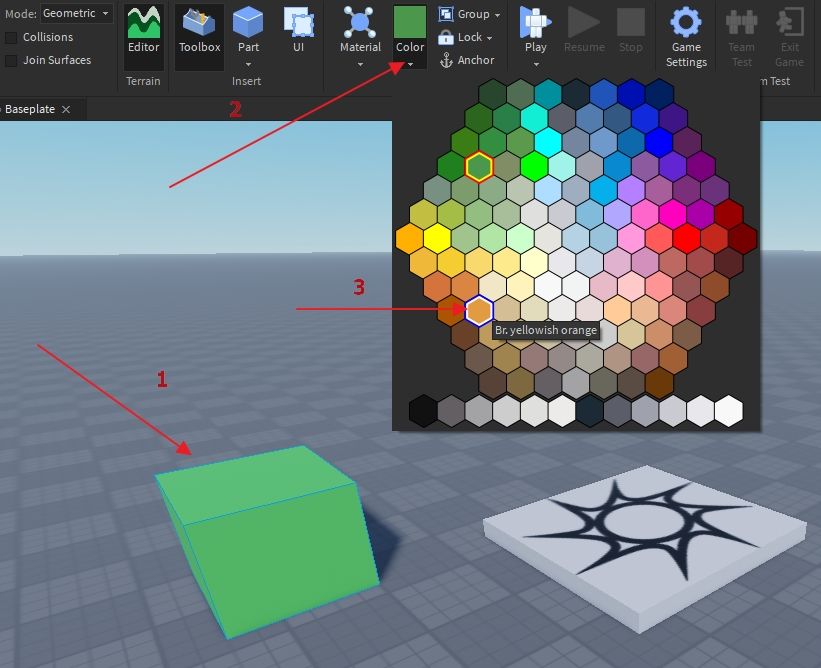 Mode: Geometric
Collisions
Join Surfaces
Editor
Terrain
Toolbox
Part
UI
Insert
Material
Color
Group
Lock
Anchor
Play
Resume
Stop
Game
Settings
Team
Test
Exit
Game
m Test
Baseplate
2
3
Br. yellowish orange
1